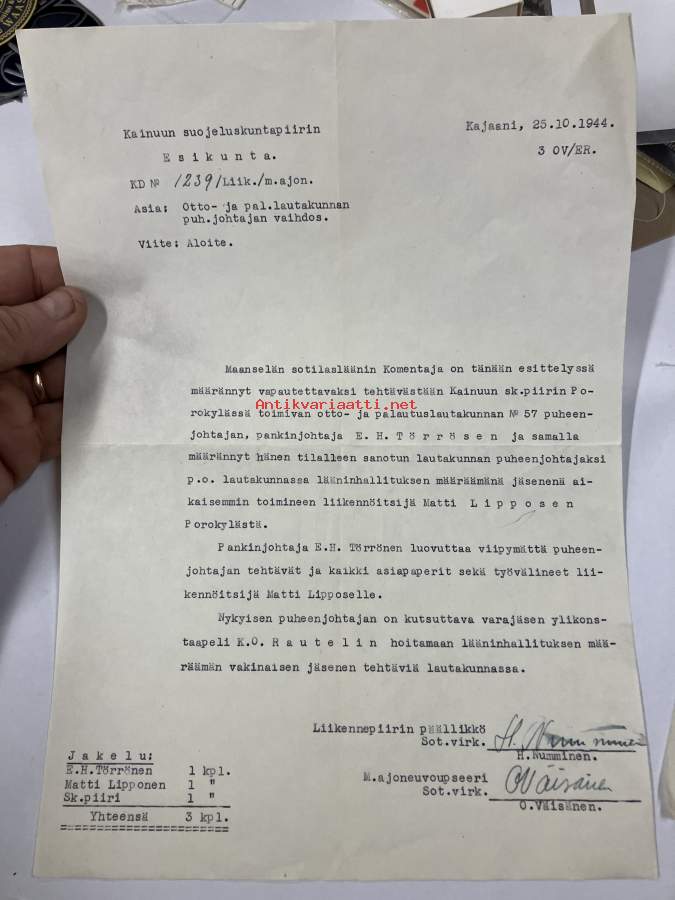 Kainuun suojeluskuntapiirin
Esikunta.
KD № 1239/Liik./m.ajon.
Asia: Otto- ja pal.lautakunnan
puh.johtajan vaihdos.
Viite: Aloite.
Kajaani, 25.10.1944.
3 OV/ER.
Maanselän sotilasläänin Komentaja on tänään esittelyssä
määrännyt vapautettavaksi tehtävästään Kainuun sk.piirin Po-
Antikvariaatti.net
rokylässä toimivan otto- ja palautuslautakunnan № 57 puheen-
johtajan, pankinjohtaja E. H. Törrösen ja samalla
määrännyt hänen tilalleen sanotun lautakunnan puheenjohtajaksi
p.o. lautakunnassa lääninhallituksen määräämänä jäsenenä ai-
kaisemmin toimineen liikennöitsijä Matti Lipposen
Porokylästä.
Pankinjohtaja E.H. Törrönen luovuttaa viipymättä puheen-
johtajan tehtävät ja kaikki asiapaperit sekä työvälineet lii-
kennöitsijä Matti Lipposelle.
Nykyisen puheenjohtajan on kutsuttava varajäsen ylikons-
taapeli K.O. Rautelin hoitamaan lääninhallituksen mää-
räämän vakinaisen jäsenen tehtäviä lautakunnassa.
Liikennepiirin päällikkö
Sot.virk. H. Numminen
H. Numminen.
M.ajoneuvoupseeri
Sot.virk. O Väisänen
O. Väisänen.
Jakelu:
E.H. Törrönen 1 kpl.
Matti Lipponen 1 "
Sk.piiri 1 "
Yhteensä 3 kpl.